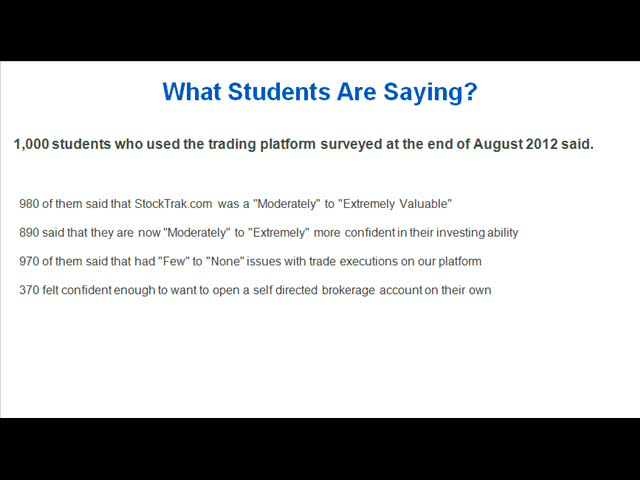 What Students Are Saying?
1,000 students who used the trading platform surveyed at the end of August 2012 said.
980 of them said that StockTrak.com was a "Moderately" to "Extremely Valuable"
890 said that they are now "Moderately" to "Extremely" more confident in their investing ability
970 of them said that had "Few" to "None" issues with trade executions on our platform
370 felt confident enough to want to open a self directed brokerage account on their own